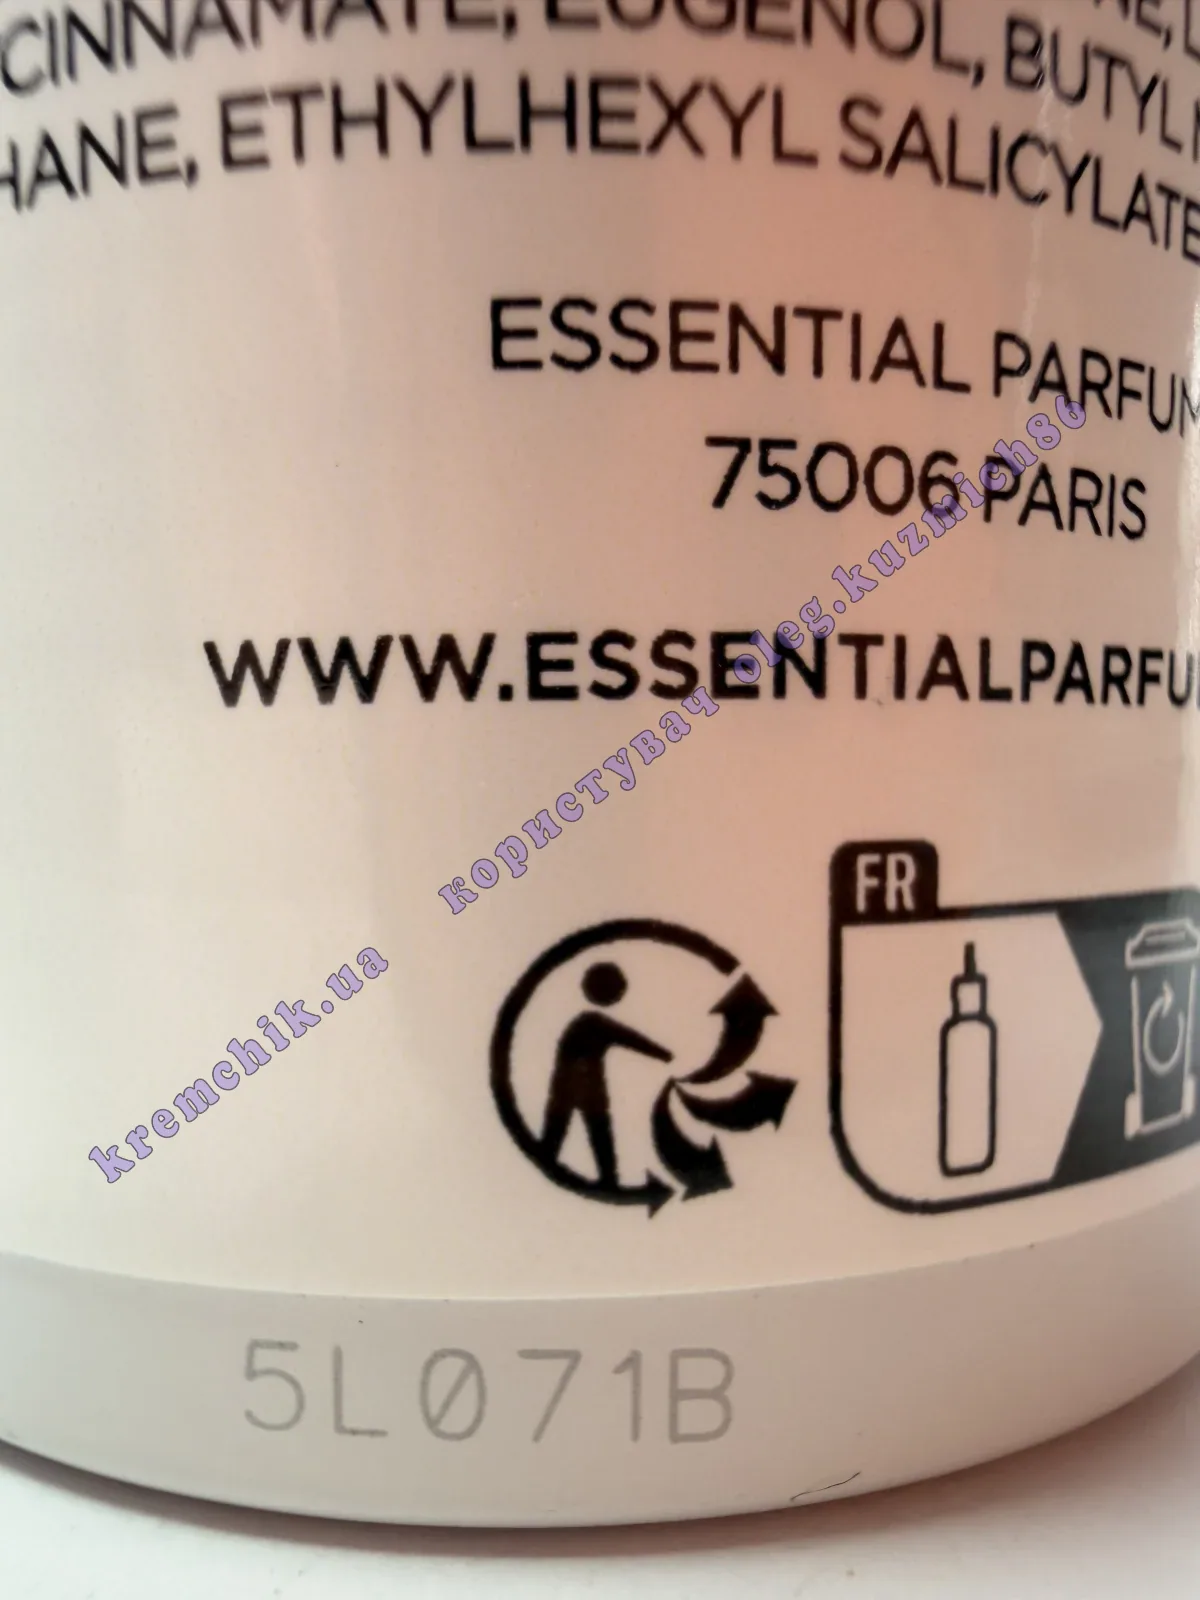 CINNAMATE, EUGENOL, BUTYL
HANE, ETHYLHEXYL SALICYLATE
ESSENTIAL PARFUM
75006 PARIS
WWW.ESSENTIALPARFU
FR
5L071B
kremchik.ua користувач oleg.kuzmich86